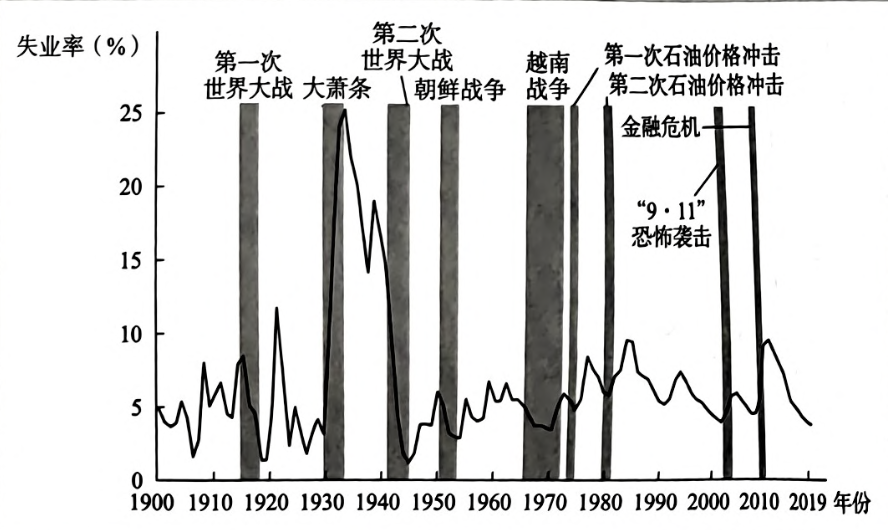 失业率（%）
第一次
世界大战
大萧条
第二次
世界大战
朝鲜战争
越南
战争
第一次石油价格冲击
第二次石油价格冲击
金融危机
“9·11”
恐怖袭击
25
20
15
10
5
0
1900 1910 1920 1930 1940 1950 1960 1970 1980 1990 2000 2010 2019 年份